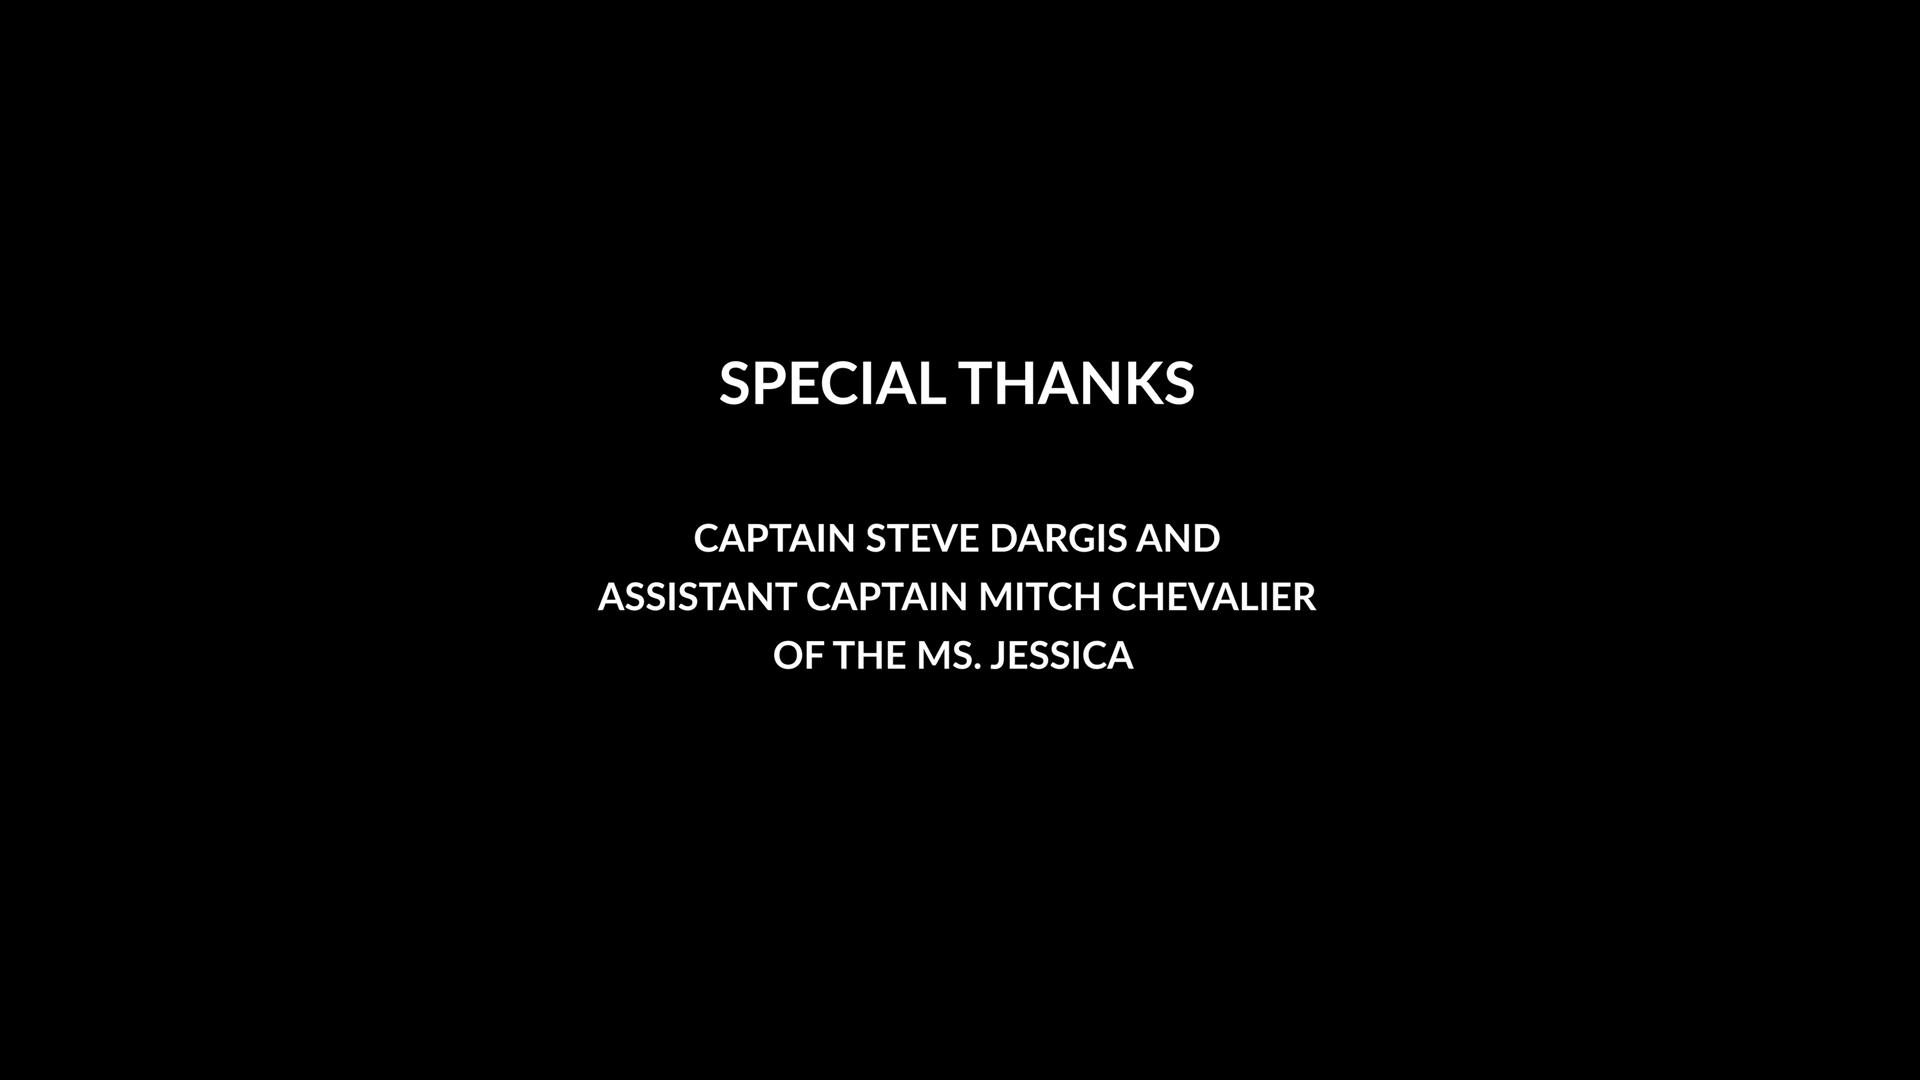 SPECIAL THANKS
CAPTAIN STEVE DARGIS AND
ASSISTANT CAPTAIN MITCH CHEVALIER
OF THE MS. JESSICA